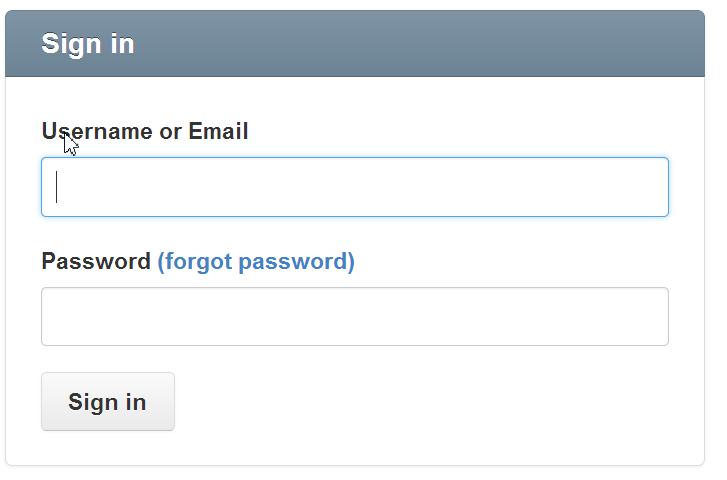 Sign in
Username or Email
Password (forgot password)
Sign in